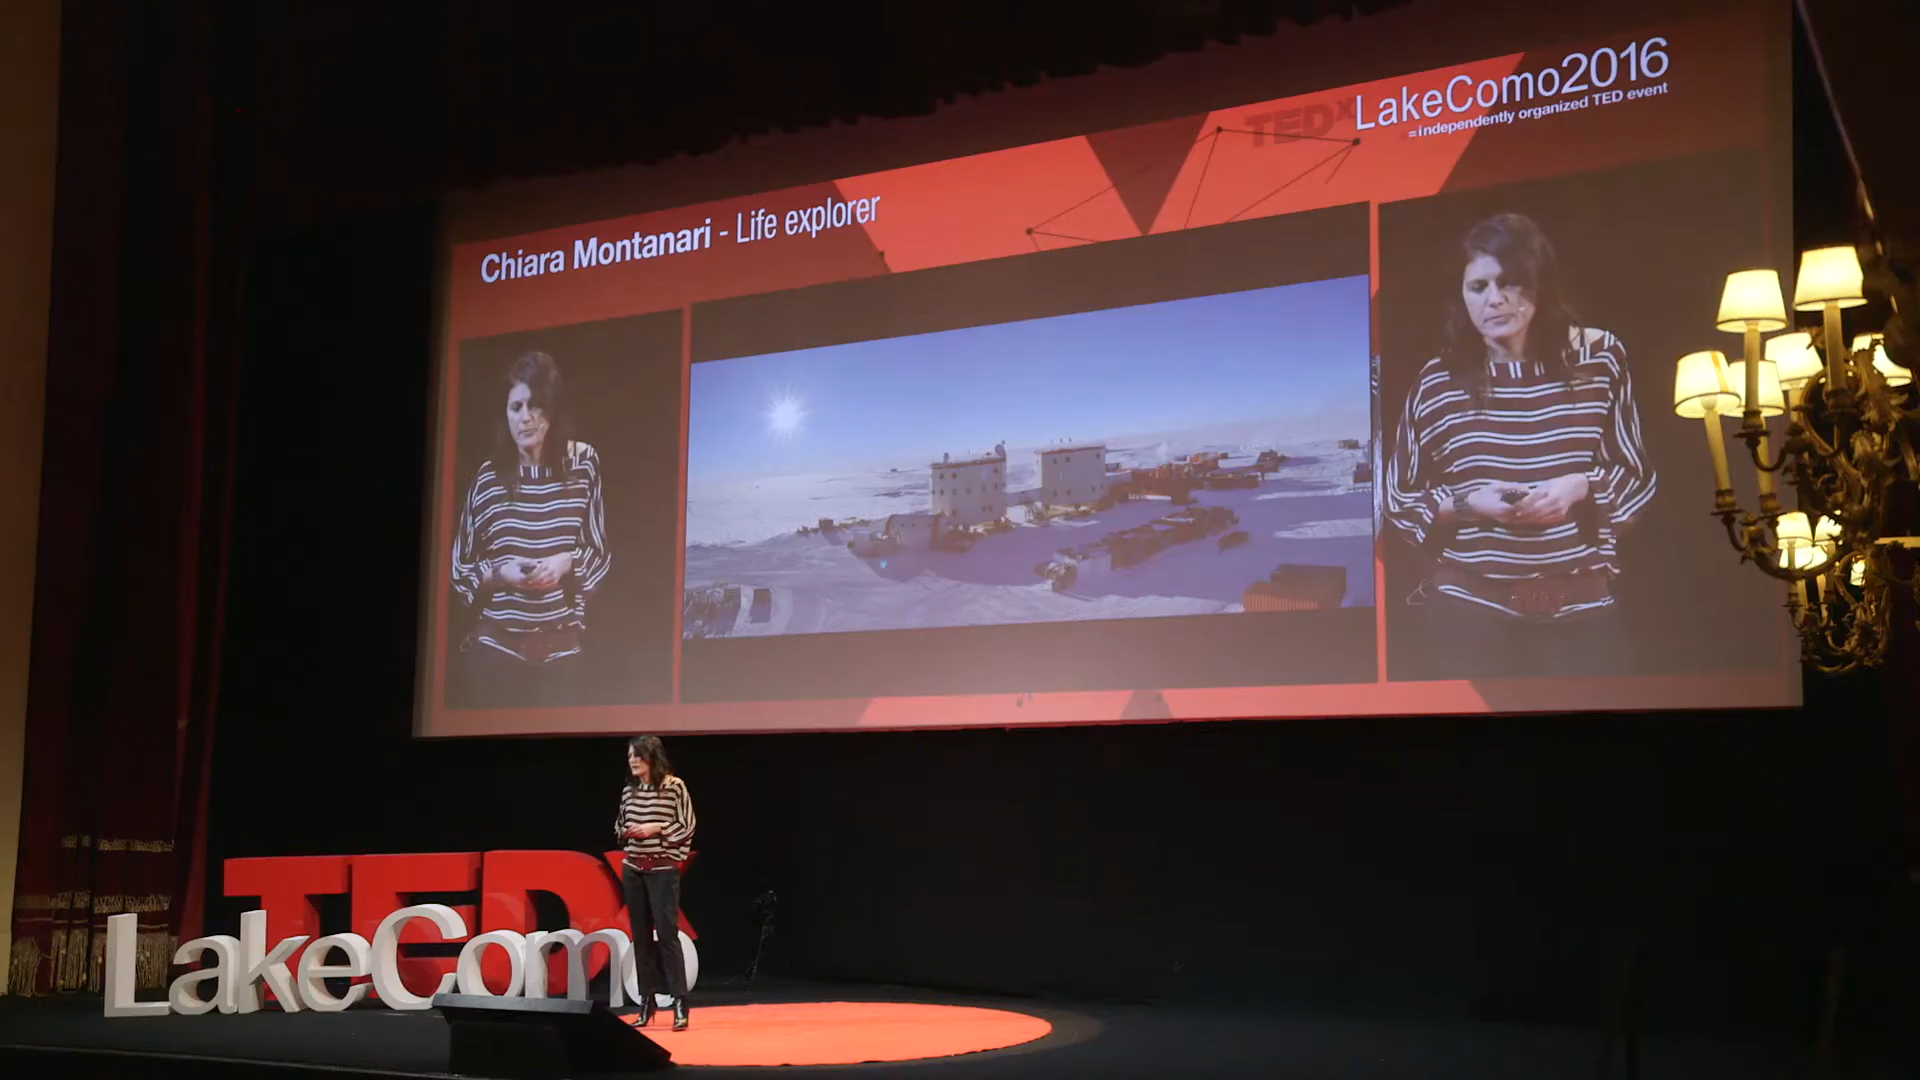 TEDx LakeComo2016
=independently organized TED event
Chiara Montanari - Life explorer
TEDx
LakeComo